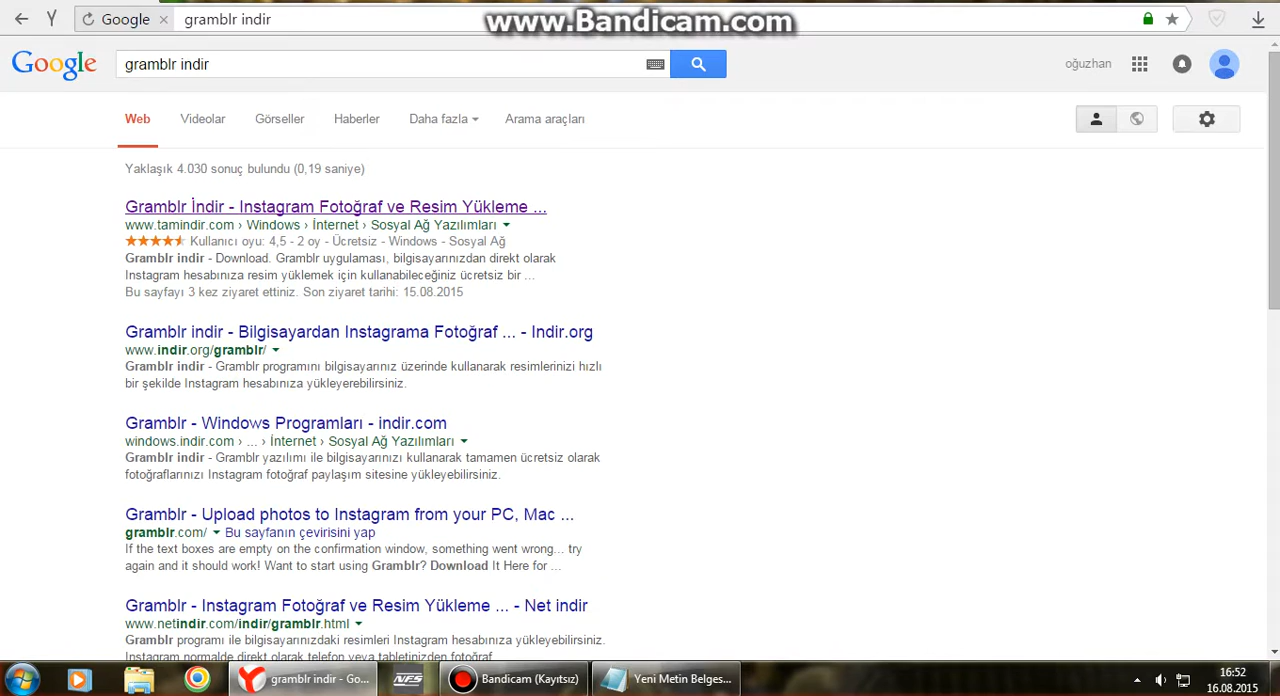 Google
gramblr indir
www.Bandicam.com
Google
gramblr indir
oğuzhan
Web
Videolar
Görseller
Haberler
Daha fazla
Arama araçları
Yaklaşık 4.030 sonuç bulundu (0,19 saniye)
Gramblr İndir - Instagram Fotoğraf ve Resim Yükleme ...
www.tamindir.com › Windows › İnternet › Sosyal Ağ Yazılımları
Kullanıcı oyu: 4,5 - 2 oy - Ücretsiz - Windows - Sosyal Ağ
Gramblr indir - Download. Gramblr uygulaması, bilgisayarınızdan direkt olarak
Instagram hesabınıza resim yüklemek için kullanabileceğiniz ücretsiz bir ...
Bu sayfayı 3 kez ziyaret ettiniz. Son ziyaret tarihi: 15.08.2015
Gramblr indir - Bilgisayardan Instagrama Fotoğraf ... - Indir.org
www.indir.org/gramblr/
Gramblr indir - Gramblr programını bilgisayarınız üzerinde kullanarak resimlerinizi hızlı
bir şekilde Instagram hesabınıza yükleyerebilirsiniz.
Gramblr - Windows Programları - indir.com
windows.indir.com › ... › İnternet › Sosyal Ağ Yazılımları
Gramblr indir - Gramblr yazılımı ile bilgisayarınızı kullanarak tamamen ücretsiz olarak
fotoğraflarınızı Instagram fotoğraf paylaşım sitesine yükleyebilirsiniz.
Gramblr - Upload photos to Instagram from your PC, Mac ...
gramblr.com/ Bu sayfanın çevirisini yap
If the text boxes are empty on the confirmation window, something went wrong... try
again and it should work! Want to start using Gramblr? Download It Here for ...
Gramblr - Instagram Fotoğraf ve Resim Yükleme ... - Net indir
www.netindir.com/indir/gramblr.html
Gramblr programı ile bilgisayarınızdaki resimleri Instagram hesabınıza yükleyebilirsiniz.
Instagram normalde direkt olarak telefon veya tabletinizden fotoğraf
gramblr indir - Go...
NFS
Bandicam (Kayıtsız)
Yeni Metin Belges...
16:52
16.08.2015